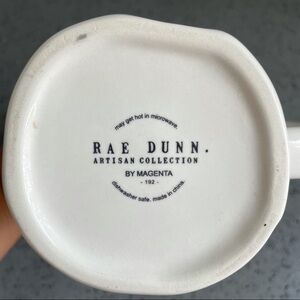 may get hot in microwave.
RAE DUNN.
ARTISAN COLLECTION
BY MAGENTA
- 192 -
dishwasher safe. made in china.